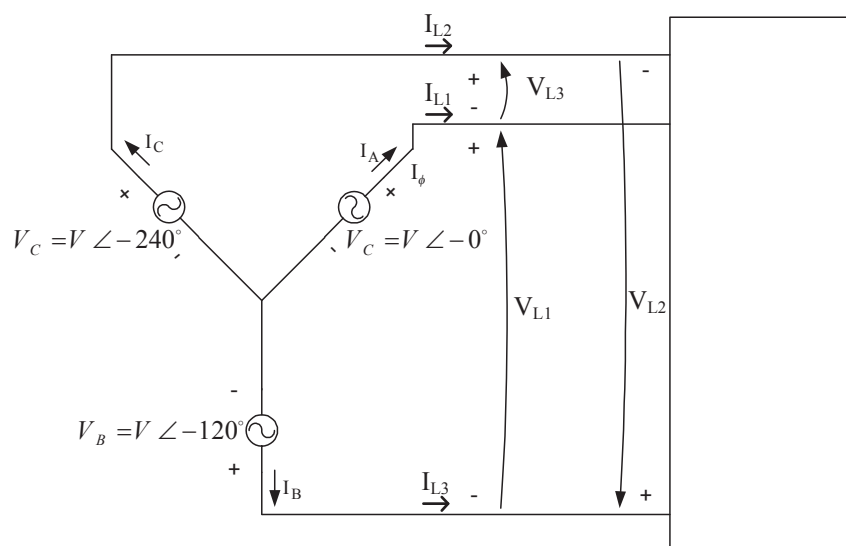 I_L2
+
-
V_L3
I_L1
-
+
I_C
I_A
I_ϕ
+
+
V_C = V ∠−240°
-
-
V_C = V ∠−0°
V_L1
V_L2
-
V_B = V ∠−120°
+
I_B
I_L3
-
+